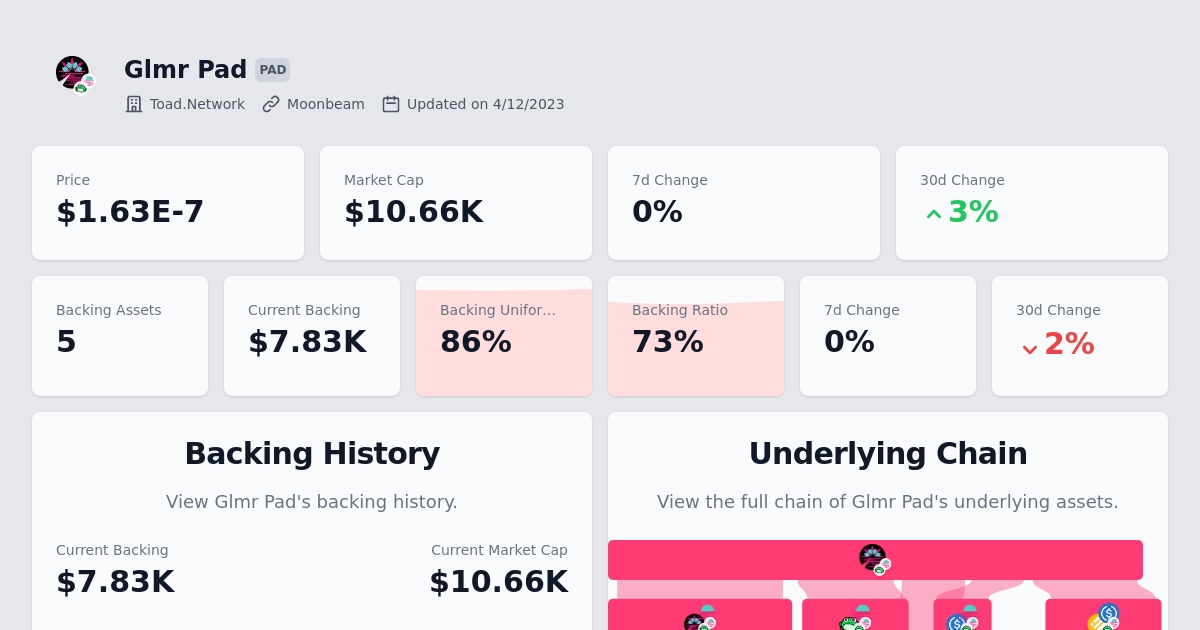 Glmr Pad PAD
Toad.Network Moonbeam Updated on 4/12/2023
Price Market Cap 7d Change 30d Change
$1.63E-7 $10.66K 0% 3%
Backing Assets Current Backing Backing Unifor... Backing Ratio 7d Change 30d Change
5 $7.83K 86% 73% 0% 2%
Backing History
View Glmr Pad's backing history.
Current Backing Current Market Cap
$7.83K $10.66K
Underlying Chain
View the full chain of Glmr Pad's underlying assets.